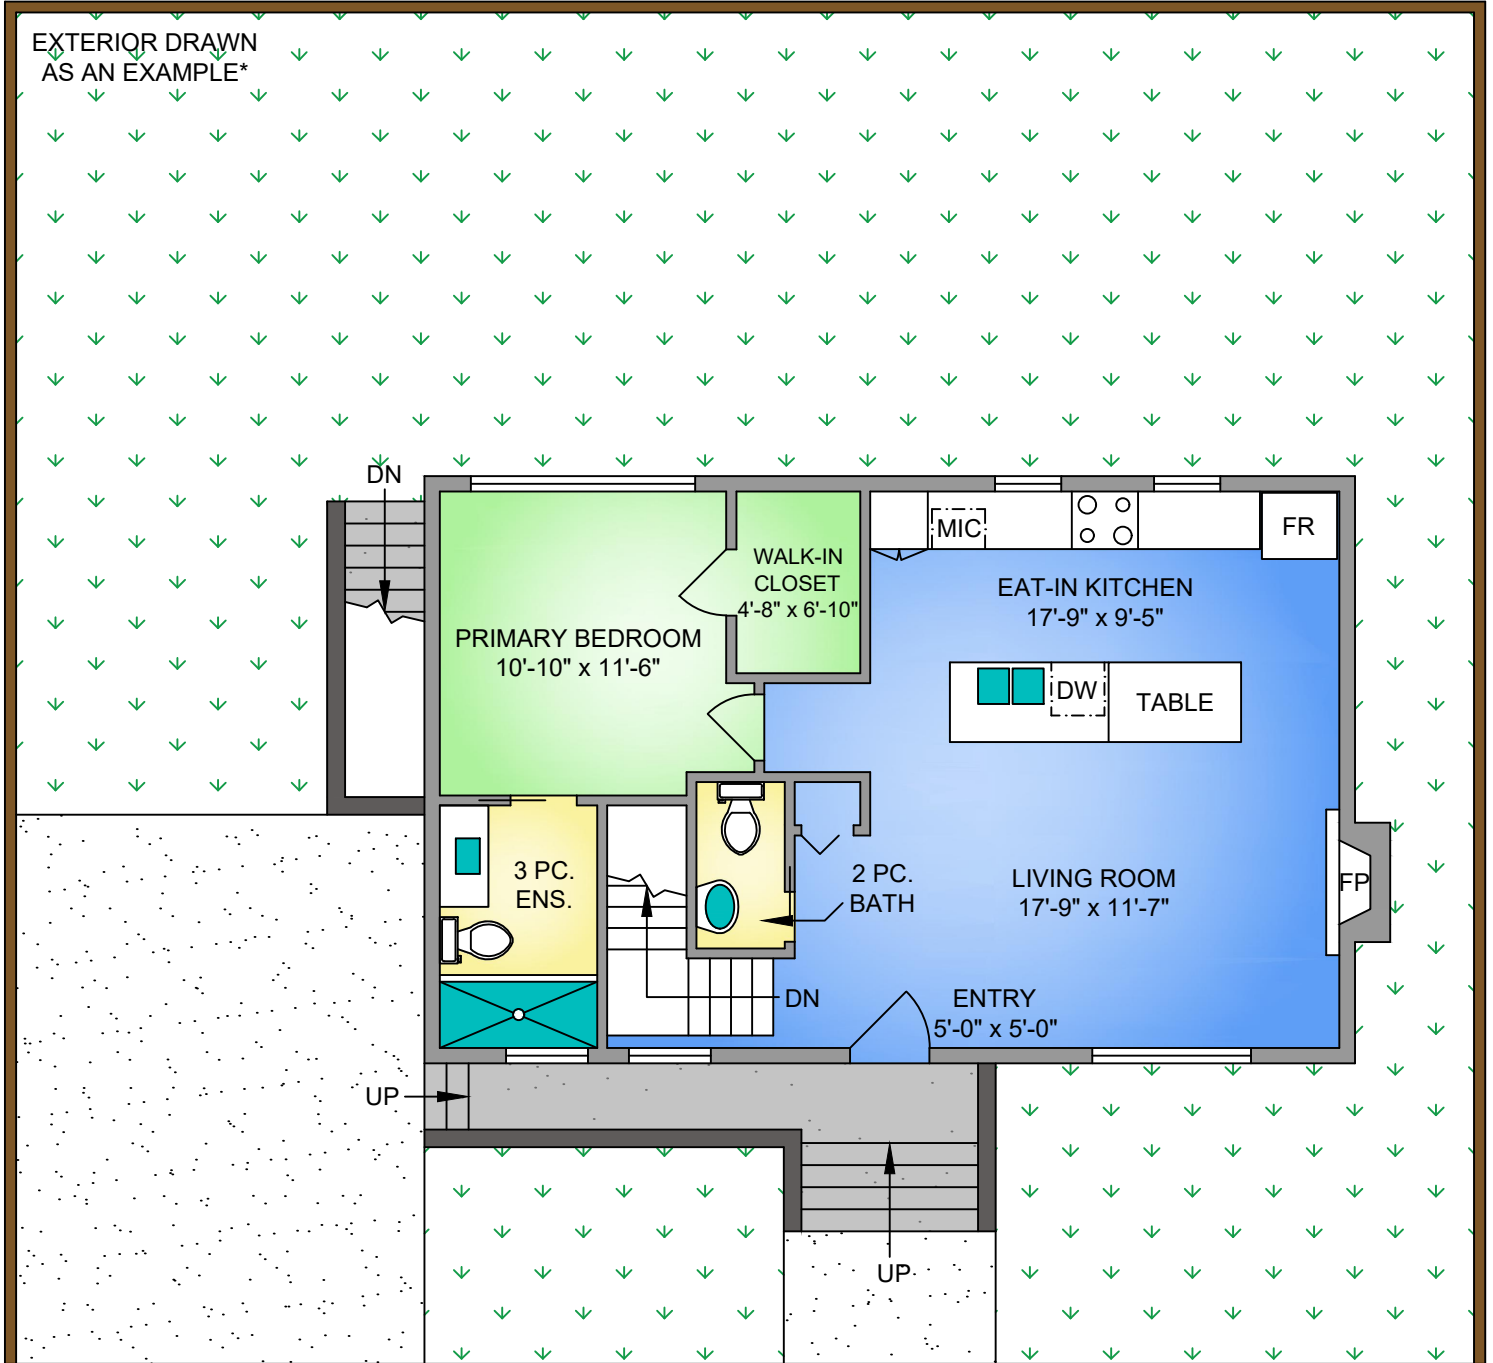 EXTERIOR DRAWN
AS AN EXAMPLE*
DN
MIC
FR
WALK-IN
CLOSET
4'-8" x 6'-10"
EAT-IN KITCHEN
17'-9" x 9'-5"
PRIMARY BEDROOM
10'-10" x 11'-6"
DW
TABLE
3 PC.
ENS.
2 PC.
BATH
LIVING ROOM
17'-9" x 11'-7"
FP
DN
ENTRY
5'-0" x 5'-0"
UP
UP